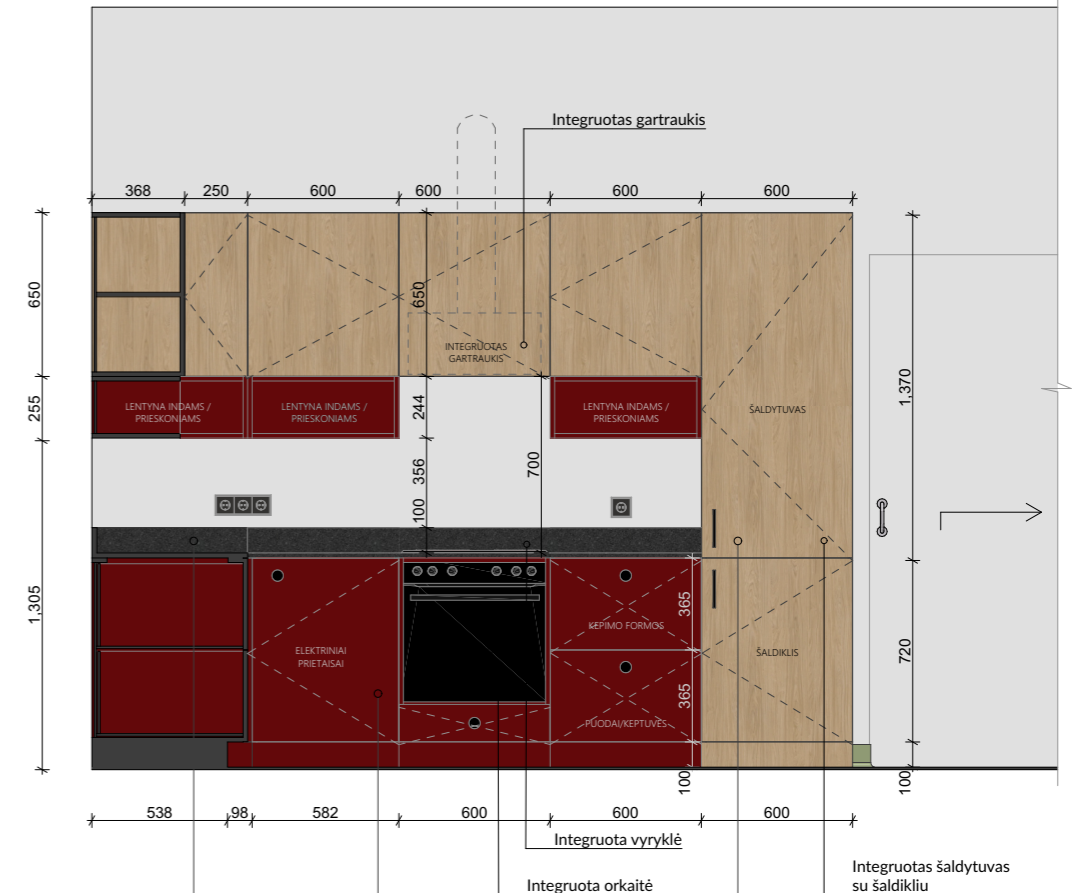 Integruotas gartraukis
368
250
600
600
600
600
650
650
INTEGRUOTAS
GARTRAUKIS
1,370
255
LENTYNA INDAMS /
PRIESKONIAMS
LENTYNA INDAMS /
PRIESKONIAMS
244
LENTYNA INDAMS /
PRIESKONIAMS
ŠALDYTUVAS
356
700
100
1,305
365
KEPIMO FORMOS
ELEKTRINIAI
PRIETAISAI
ŠALDIKLIS
720
365
PUODAI/KEPTUVĖS
100
100
538
98
582
600
600
600
Integruota vyryklė
Integruota orkaitė
Integruotas šaldytuvas
su šaldikliu